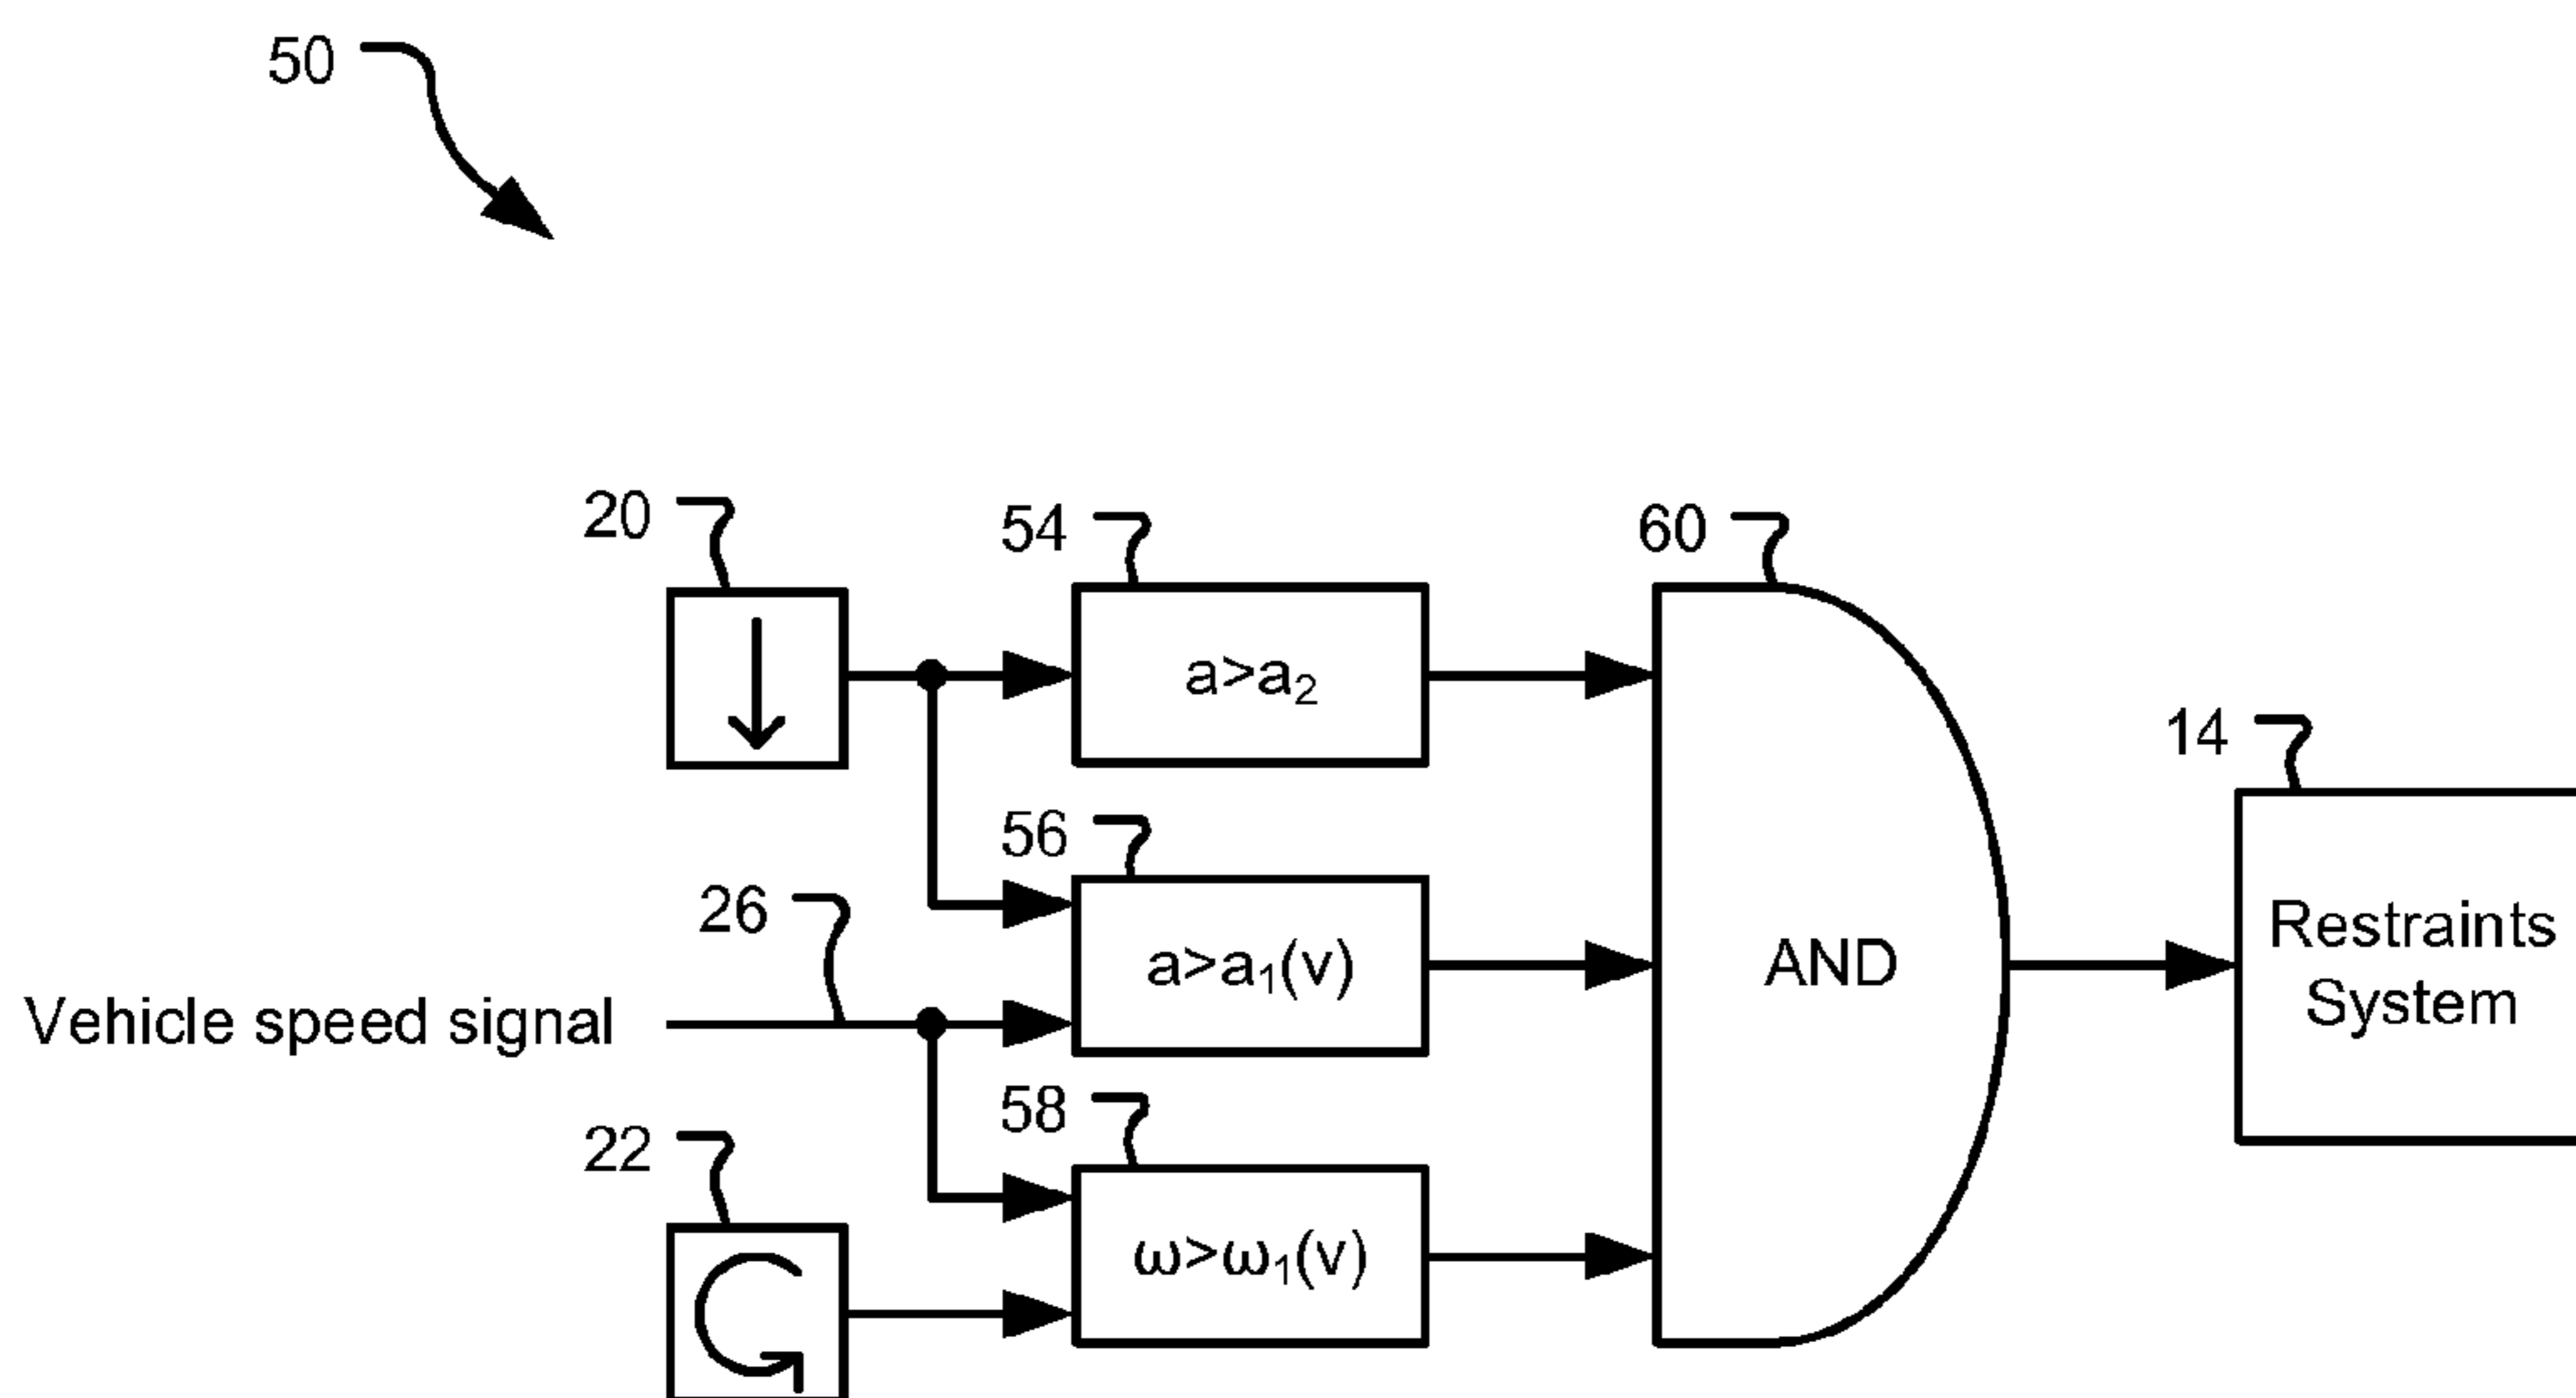 50
20
54
60
a>a₂
14
56
26
a>a₁(v)
AND
Restraints
System
Vehicle speed signal
58
22
ω>ω₁(v)